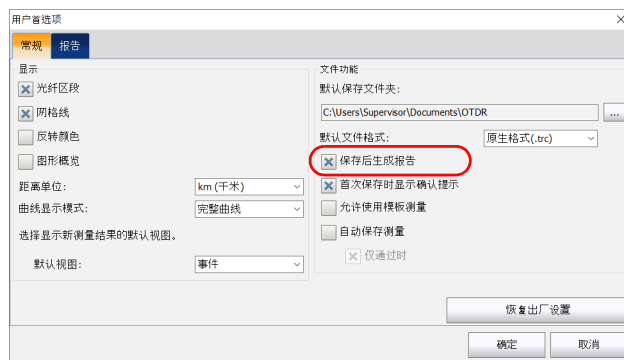 用户首选项
常规
报告
显示
光纤区段
网格线
反转颜色
图形概览
距离单位:
km (千米)
曲线显示模式:
完整曲线
选择显示新测量结果的默认视图。
默认视图:
事件
文件功能
默认保存文件夹:
C:\Users\Supervisor\Documents\OTDR
...
默认文件格式:
原生格式(.trc)
保存后生成报告
首次保存时显示确认提示
允许使用模板测量
自动保存测量
仅通过时
恢复出厂设置
确定
取消